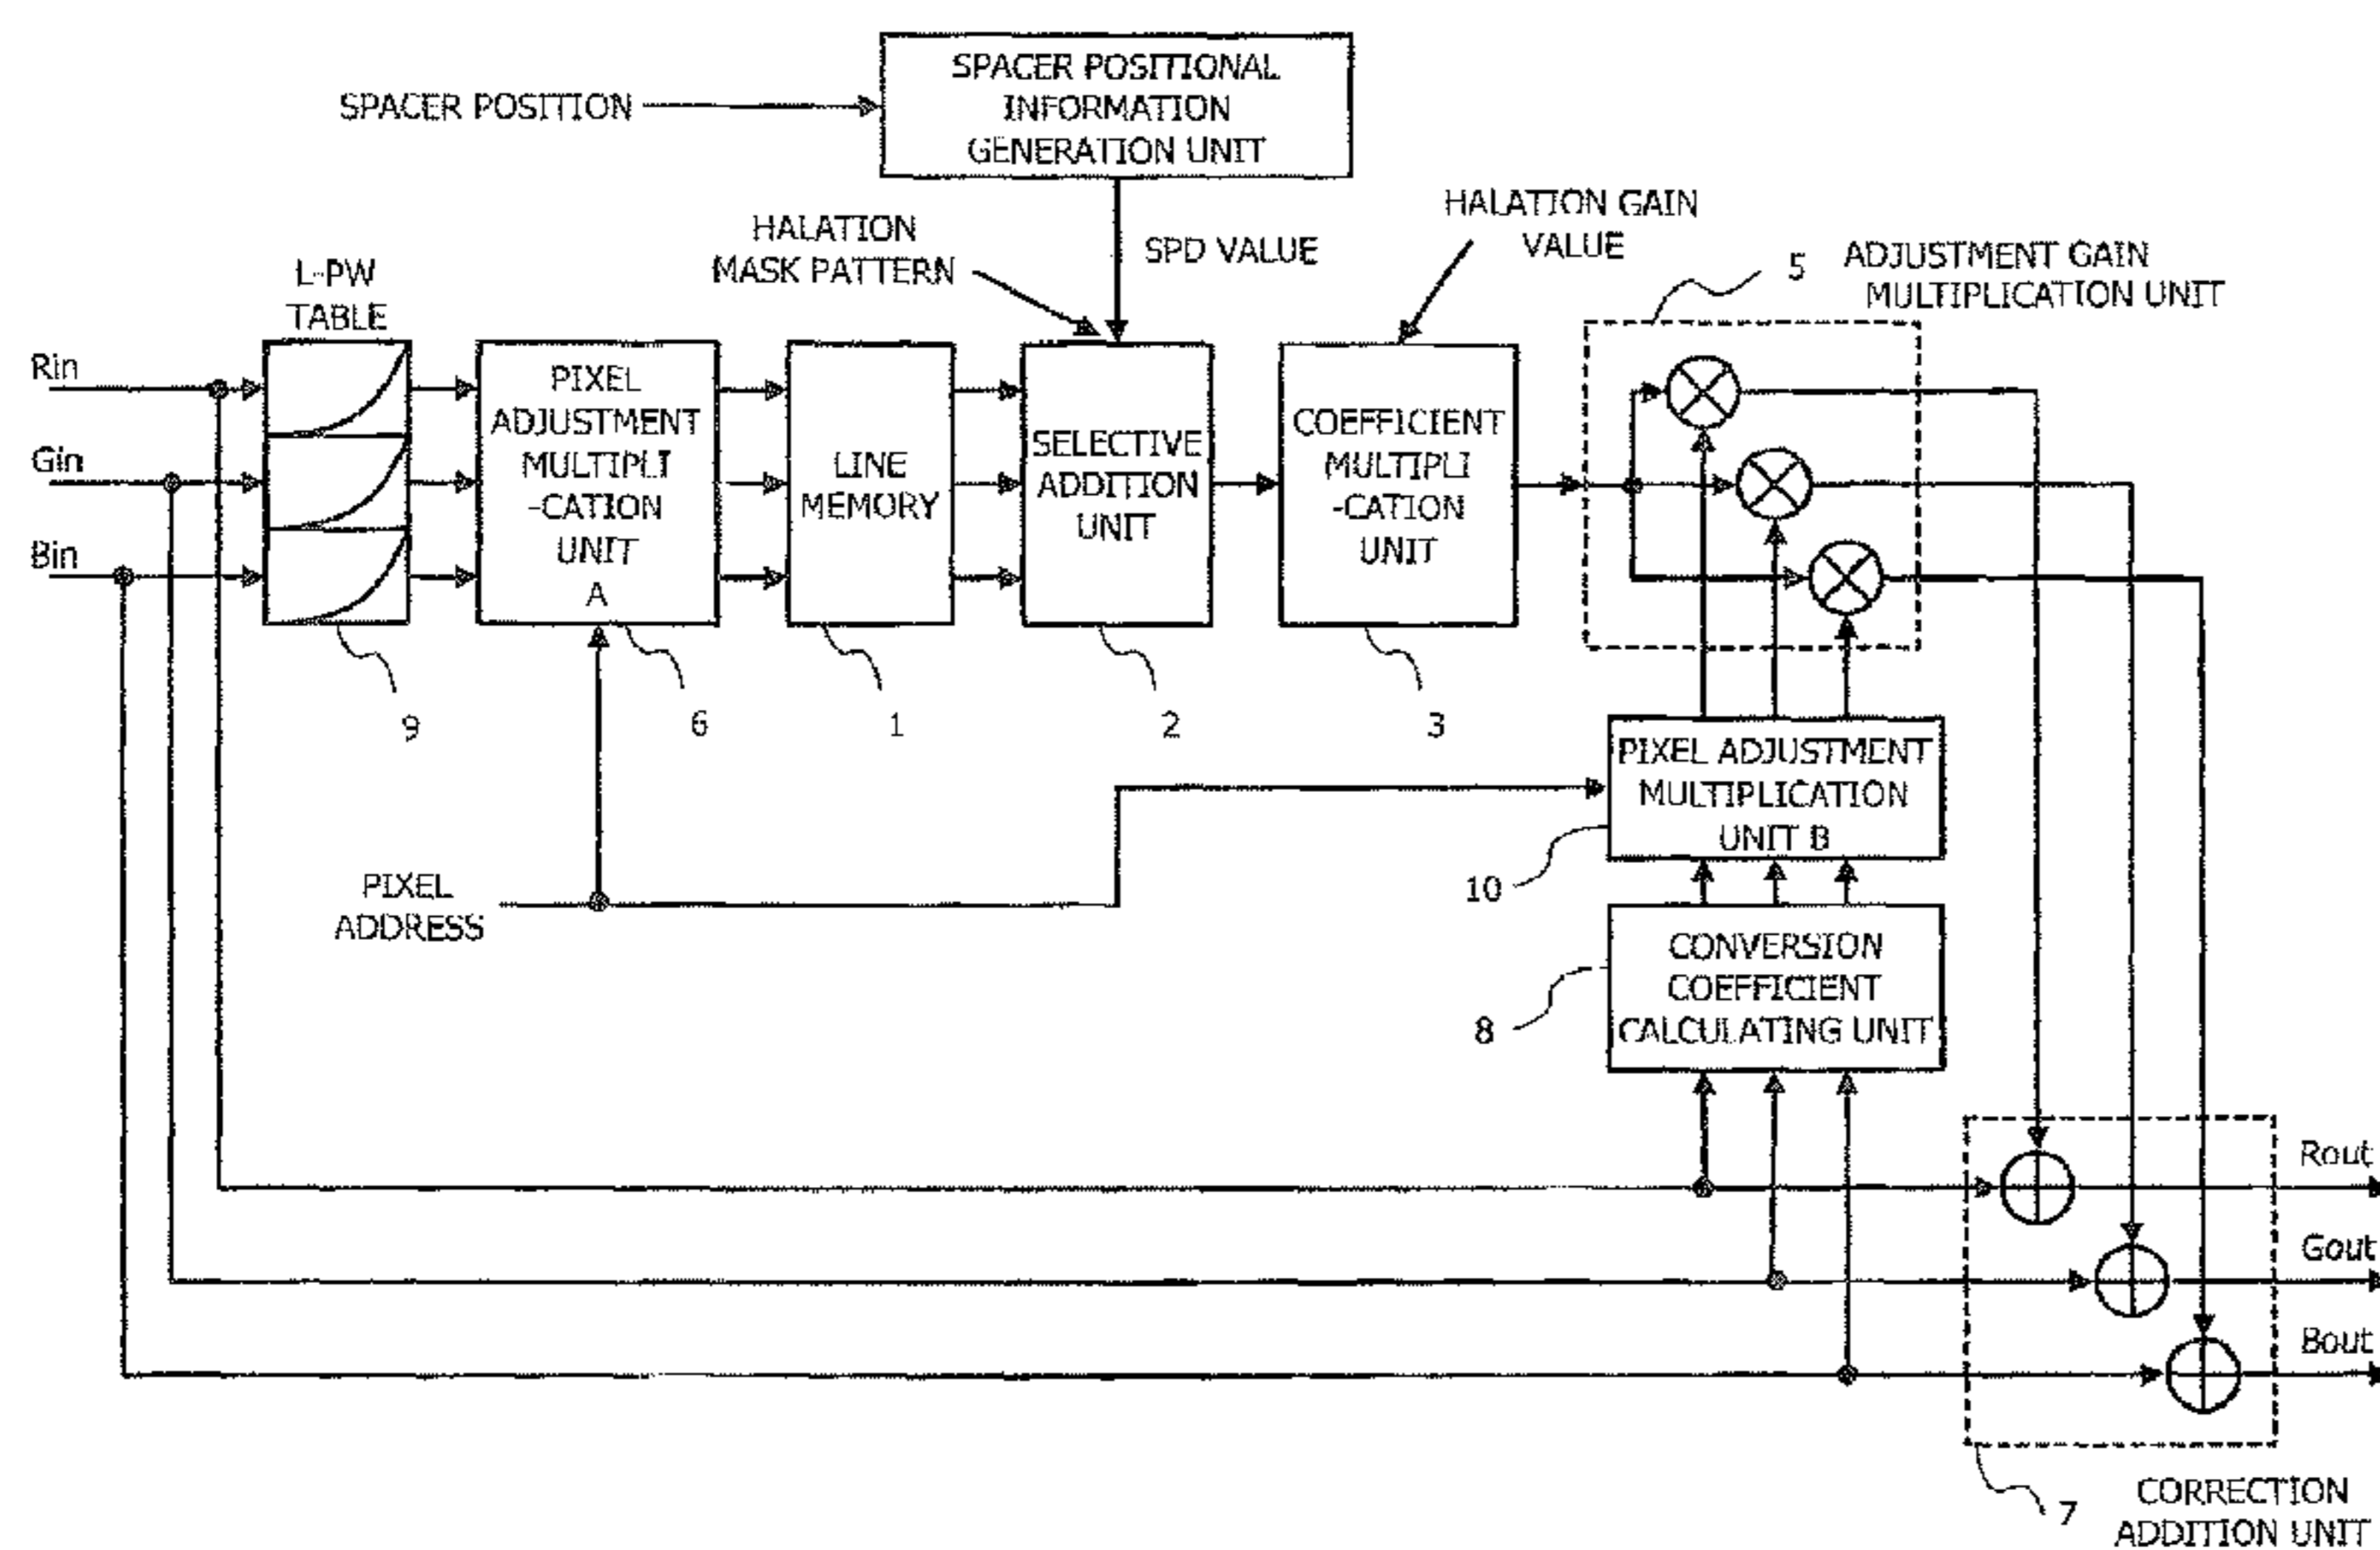 SPACER POSITION
SPACER POSITIONAL
INFORMATION
GENERATION UNIT
HALATION
MASK PATTERN
SPD VALUE
HALATION GAIN
VALUE
5
ADJUSTMENT GAIN
MULTIPLICATION UNIT
L-PW
TABLE
Rin
Gin
Bin
PIXEL
ADJUSTMENT
MULTIPLI
-CATION
UNIT
A
LINE
MEMORY
SELECTIVE
ADDITION
UNIT
COEFFICIENT
MULTIPLI
-CATION
UNIT
9
6
1
2
3
PIXEL ADJUSTMENT
MULTIPLICATION
UNIT B
10
PIXEL
ADDRESS
CONVERSION
COEFFICIENT
CALCULATING UNIT
8
Rout
Gout
Bout
7
CORRECTION
ADDITION UNIT